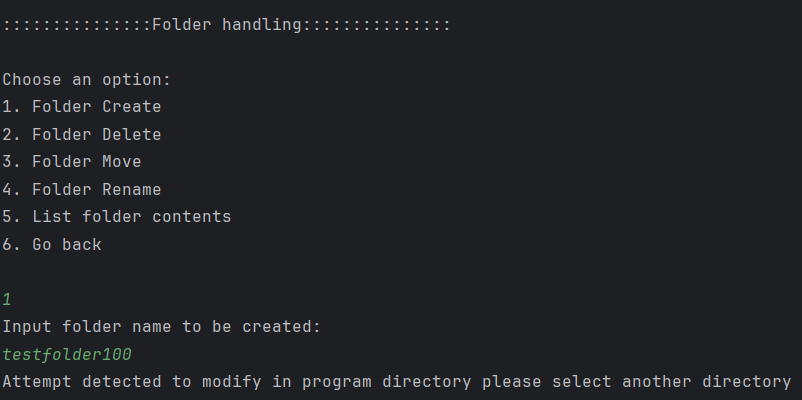 :::::::::::::::Folder handling:::::::::::::::
Choose an option:
1. Folder Create
2. Folder Delete
3. Folder Move
4. Folder Rename
5. List folder contents
6. Go back
1
Input folder name to be created:
testfolder100
Attempt detected to modify in program directory please select another directory